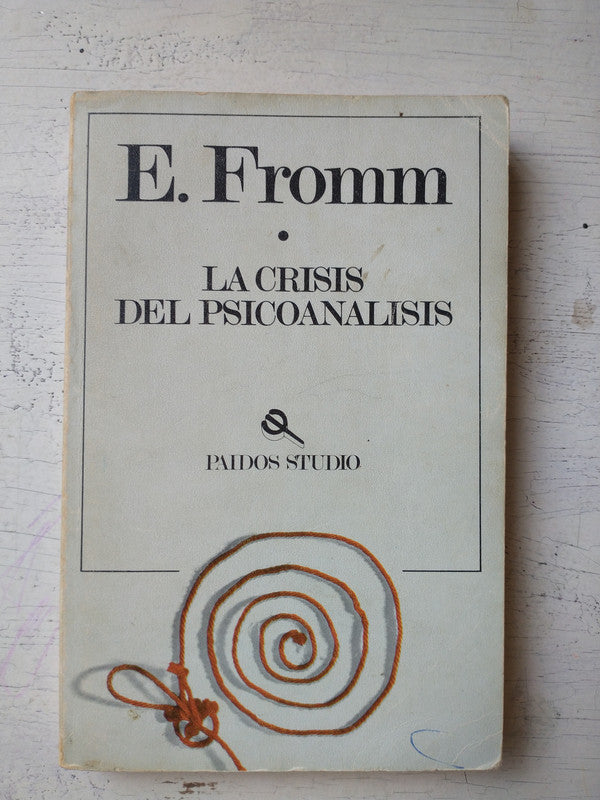 E. Fromm
LA CRISIS
DEL PSICOANALISIS
PAIDOS STUDIO